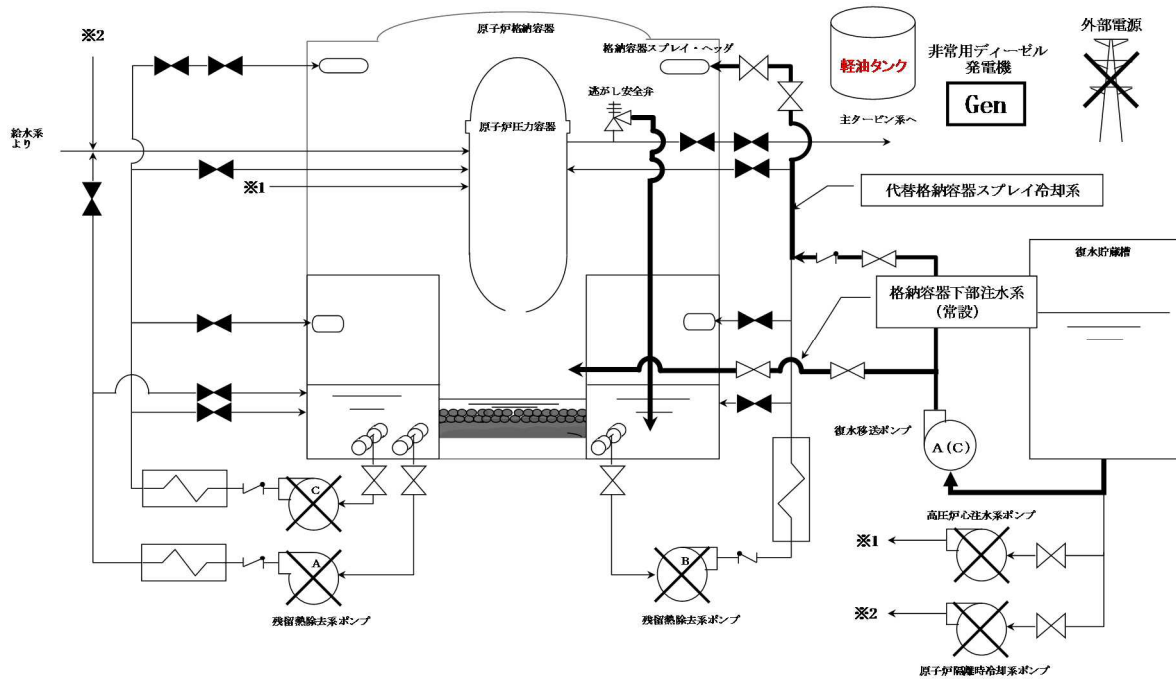 ※2
原子炉格納容器
格納容器スプレイ・ヘッダ
軽油タンク
非常用ディーゼル
発電機
Gen
外部電源
逃がし安全弁
給水系
より
原子炉圧力容器
主タービン系へ
※1
代替格納容器スプレイ冷却系
復水貯蔵槽
格納容器下部注水系
(常設)
復水移送ポンプ
A(C)
C
高圧炉心注水系ポンプ
※1
A
B
残留熱除去系ポンプ
残留熱除去系ポンプ
※2
原子炉隔離時冷却系ポンプ